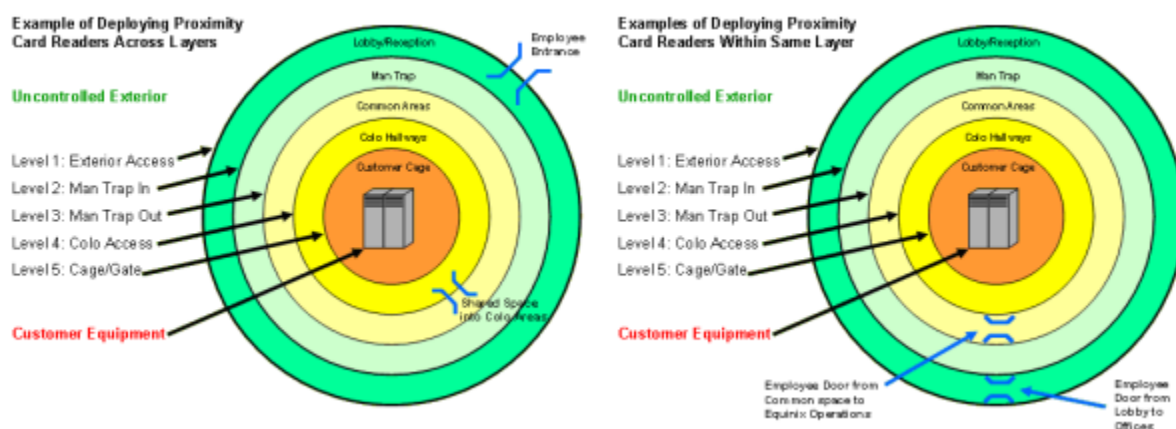 Example of Deploying Proximity
Card Readers Across Layers
Uncontrolled Exterior
Level 1: Exterior Access
Level 2: Man Trap In
Level 3: Man Trap Out
Level 4: Colo Access
Level 5: Cage/Gate
Customer Equipment
Lobby/Reception
Man Trap
Common Areas
Colo Hallways
Customer Cage
Employee
Entrance
Shared Space
into Colo Areas
Examples of Deploying Proximity
Card Readers Within Same Layer
Uncontrolled Exterior
Level 1: Exterior Access
Level 2: Man Trap In
Level 3: Man Trap Out
Level 4: Colo Access
Level 5: Cage/Gate
Customer Equipment
Lobby/Reception
Man Trap
Common Areas
Colo Hallways
Customer Cage
Employee Door from
Common space to
Equinix Operations
Employee
Door from
Lobby to
Offices